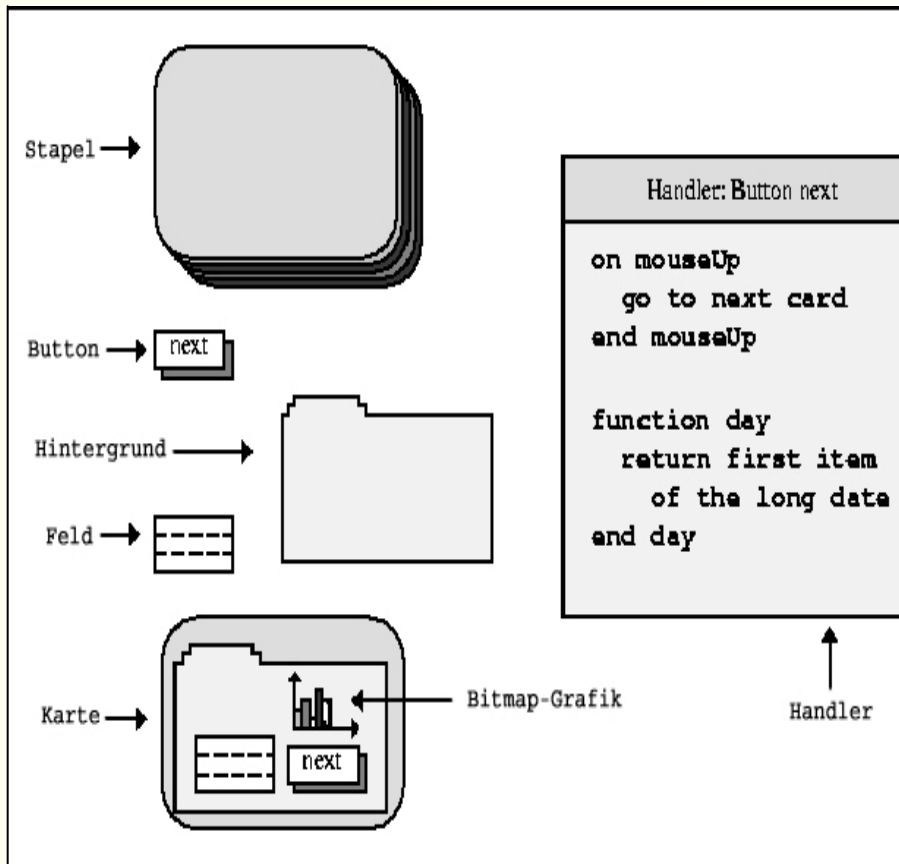 Stapel
Handler: Button next
on mouseUp
go to next card
end mouseUp
function day
return first item
of the long date
end day
Button
next
Hintergrund
Feld
Karte
Bitmap-Grafik
next
Handler